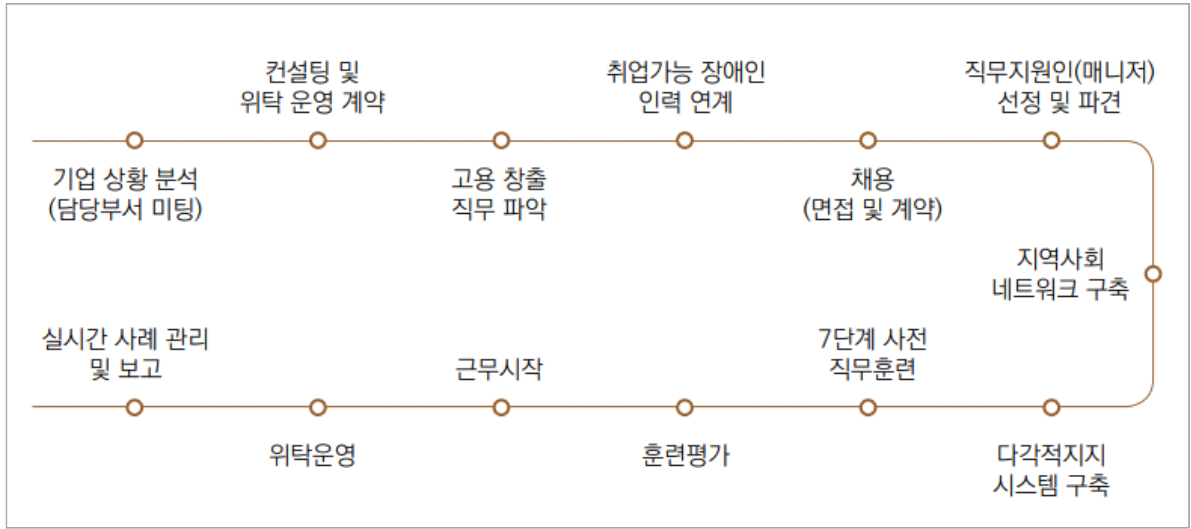 컨설팅 및
위탁 운영 계약
취업가능 장애인
인력 연계
직무지원인(매니저)
선정 및 파견
기업 상황 분석
(담당부서 미팅)
고용 창출
직무 파악
채용
(면접 및 계약)
지역사회
네트워크 구축
실시간 사례 관리
및 보고
근무시작
7단계 사전
직무훈련
위탁운영
훈련평가
다각적지지
시스템 구축